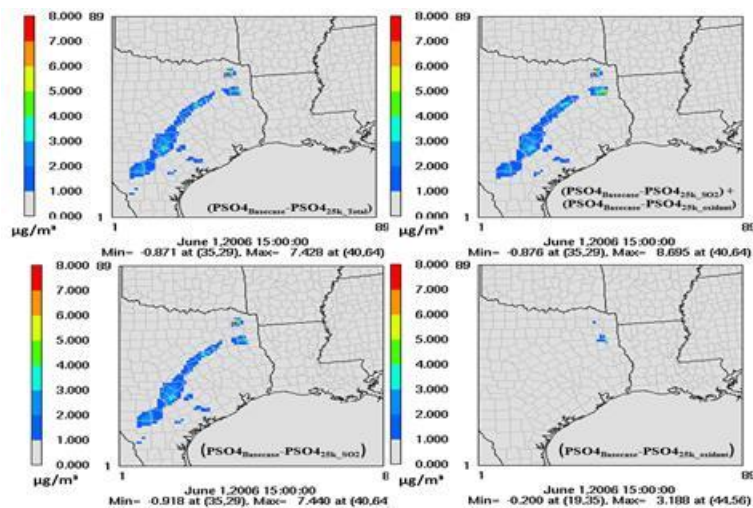 8.000
7.000
6.000
5.000
4.000
3.000
2.000
1.000
0.000
µg/m³
89
1
(PSO4Basecase-PSO425k_Total)
June 1,2006 15:00:00
Min= -0.871 at (35,29), Max= 7.428 at (40,64)
8.000
7.000
6.000
5.000
4.000
3.000
2.000
1.000
0.000
µg/m³
89
1
(PSO4Basecase-PSO425k_SO2) +
(PSO4Basecase-PSO425k_oxidant)
89
June 1,2006 15:00:00
Min= -0.876 at (35,29), Max= 8.695 at (40,64)
8.000
7.000
6.000
5.000
4.000
3.000
2.000
1.000
0.000
µg/m³
89
1
(PSO4Basecase-PSO425k_SO2)
8
June 1,2006 15:00:00
Min= -0.918 at (35,29), Max= 7.440 at (40,64
8.000
7.000
6.000
5.000
4.000
3.000
2.000
1.000
0.000
µg/m³
89
1
(PSO4Basecase-PSO425k_oxidant)
89
June 1,2006 15:00:00
Min= -0.200 at (19,35), Max= 3.188 at (44,56)